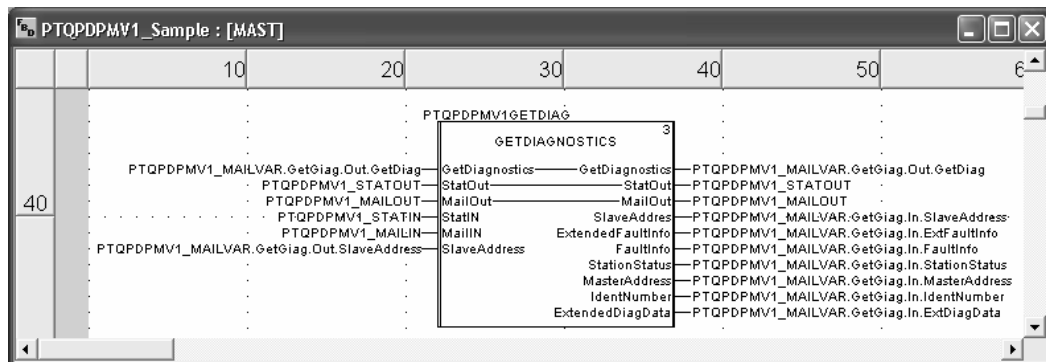 PTQPDPMV1_Sample : [MAST]
10 20 30 40 50 6
40
PTQPDPMV1GETDIAG
3
GETDIAGNOSTICS
PTQPDPMV1_MAILVAR.GetGiag.Out.GetDiag GetDiagnostics GetDiagnostics PTQPDPMV1_MAILVAR.GetGiag.Out.GetDiag
PTQPDPMV1_STATOUT StatOut StatOut PTQPDPMV1_STATOUT
PTQPDPMV1_MAILOUT MailOut MailOut PTQPDPMV1_MAILOUT
PTQPDPMV1_STATIN StatIN SlaveAddres PTQPDPMV1_MAILVAR.GetGiag.In.SlaveAddress
PTQPDPMV1_MAILIN MailIN ExtendedFaultInfo PTQPDPMV1_MAILVAR.GetGiag.In.ExtFaultInfo
PTQPDPMV1_MAILVAR.GetGiag.Out.SlaveAddress SlaveAddress FaultInfo PTQPDPMV1_MAILVAR.GetGiag.In.FaultInfo
StationStatus PTQPDPMV1_MAILVAR.GetGiag.In.StationStatus
MasterAddress PTQPDPMV1_MAILVAR.GetGiag.In.MasterAddress
IdentNumber PTQPDPMV1_MAILVAR.GetGiag.In.IdentNumber
ExtendedDiagData PTQPDPMV1_MAILVAR.GetGiag.In.ExtDiagData